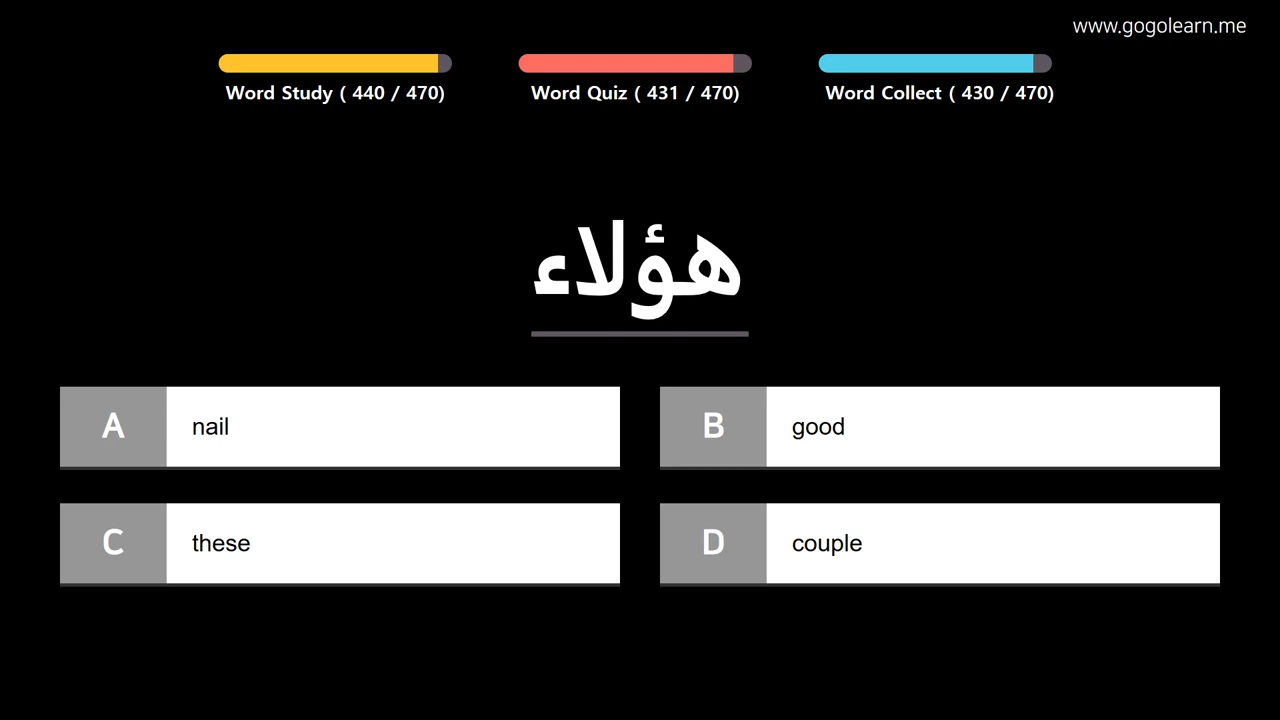 www.gogolearn.me
Word Study ( 440 / 470)
Word Quiz ( 431 / 470)
Word Collect ( 430 / 470)
هؤلاء
A nail
B good
C these
D couple